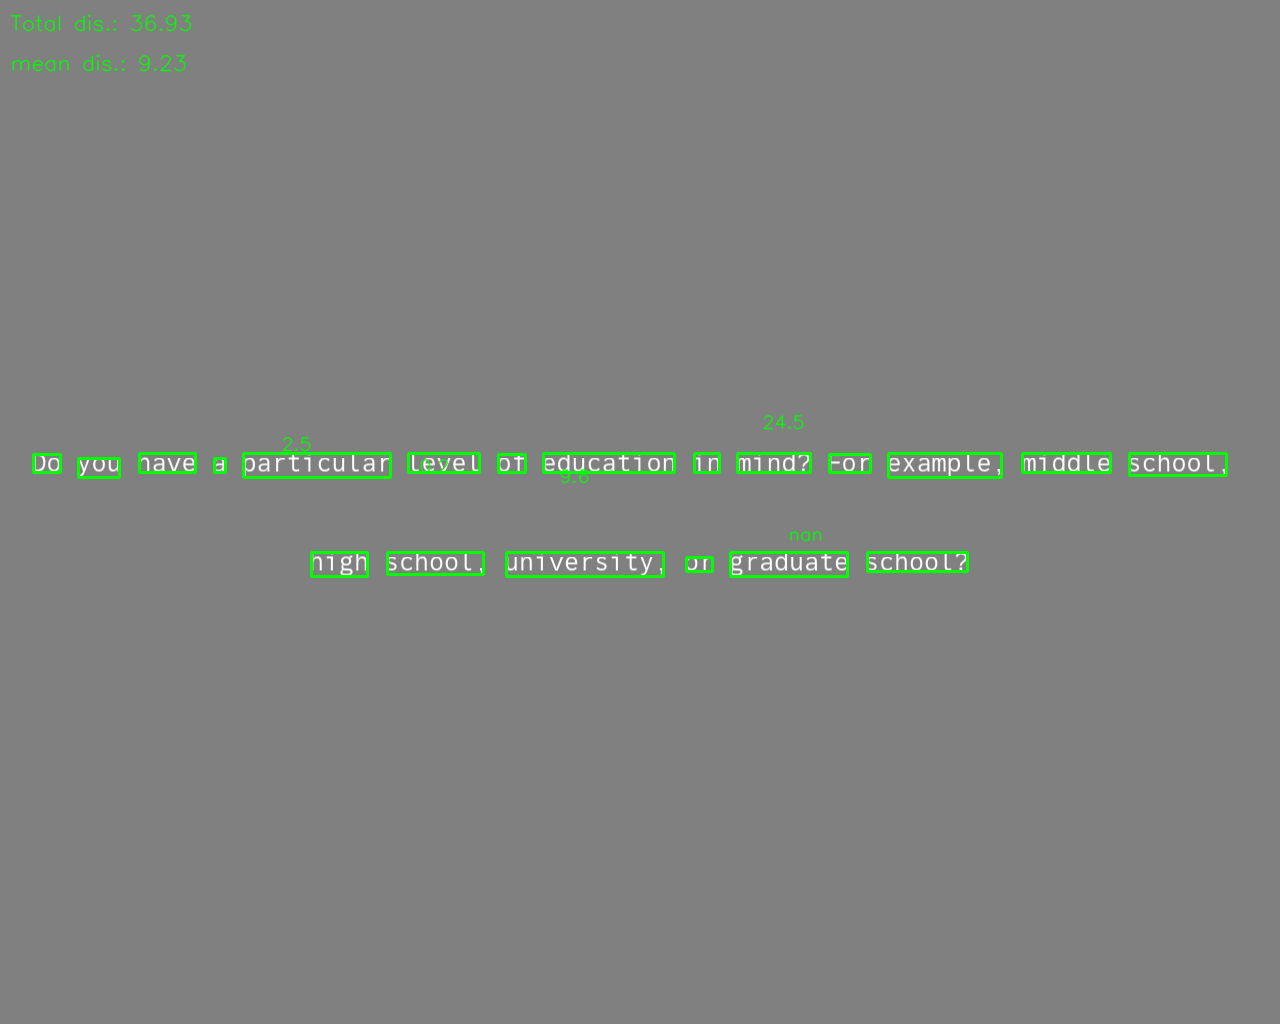 Total dis.: 36.93
mean dis.: 9.23
24.5
2.5
Do you have a particular level of education in mind? For example, middle school,
9.6
nan
high school, university, or graduate school?